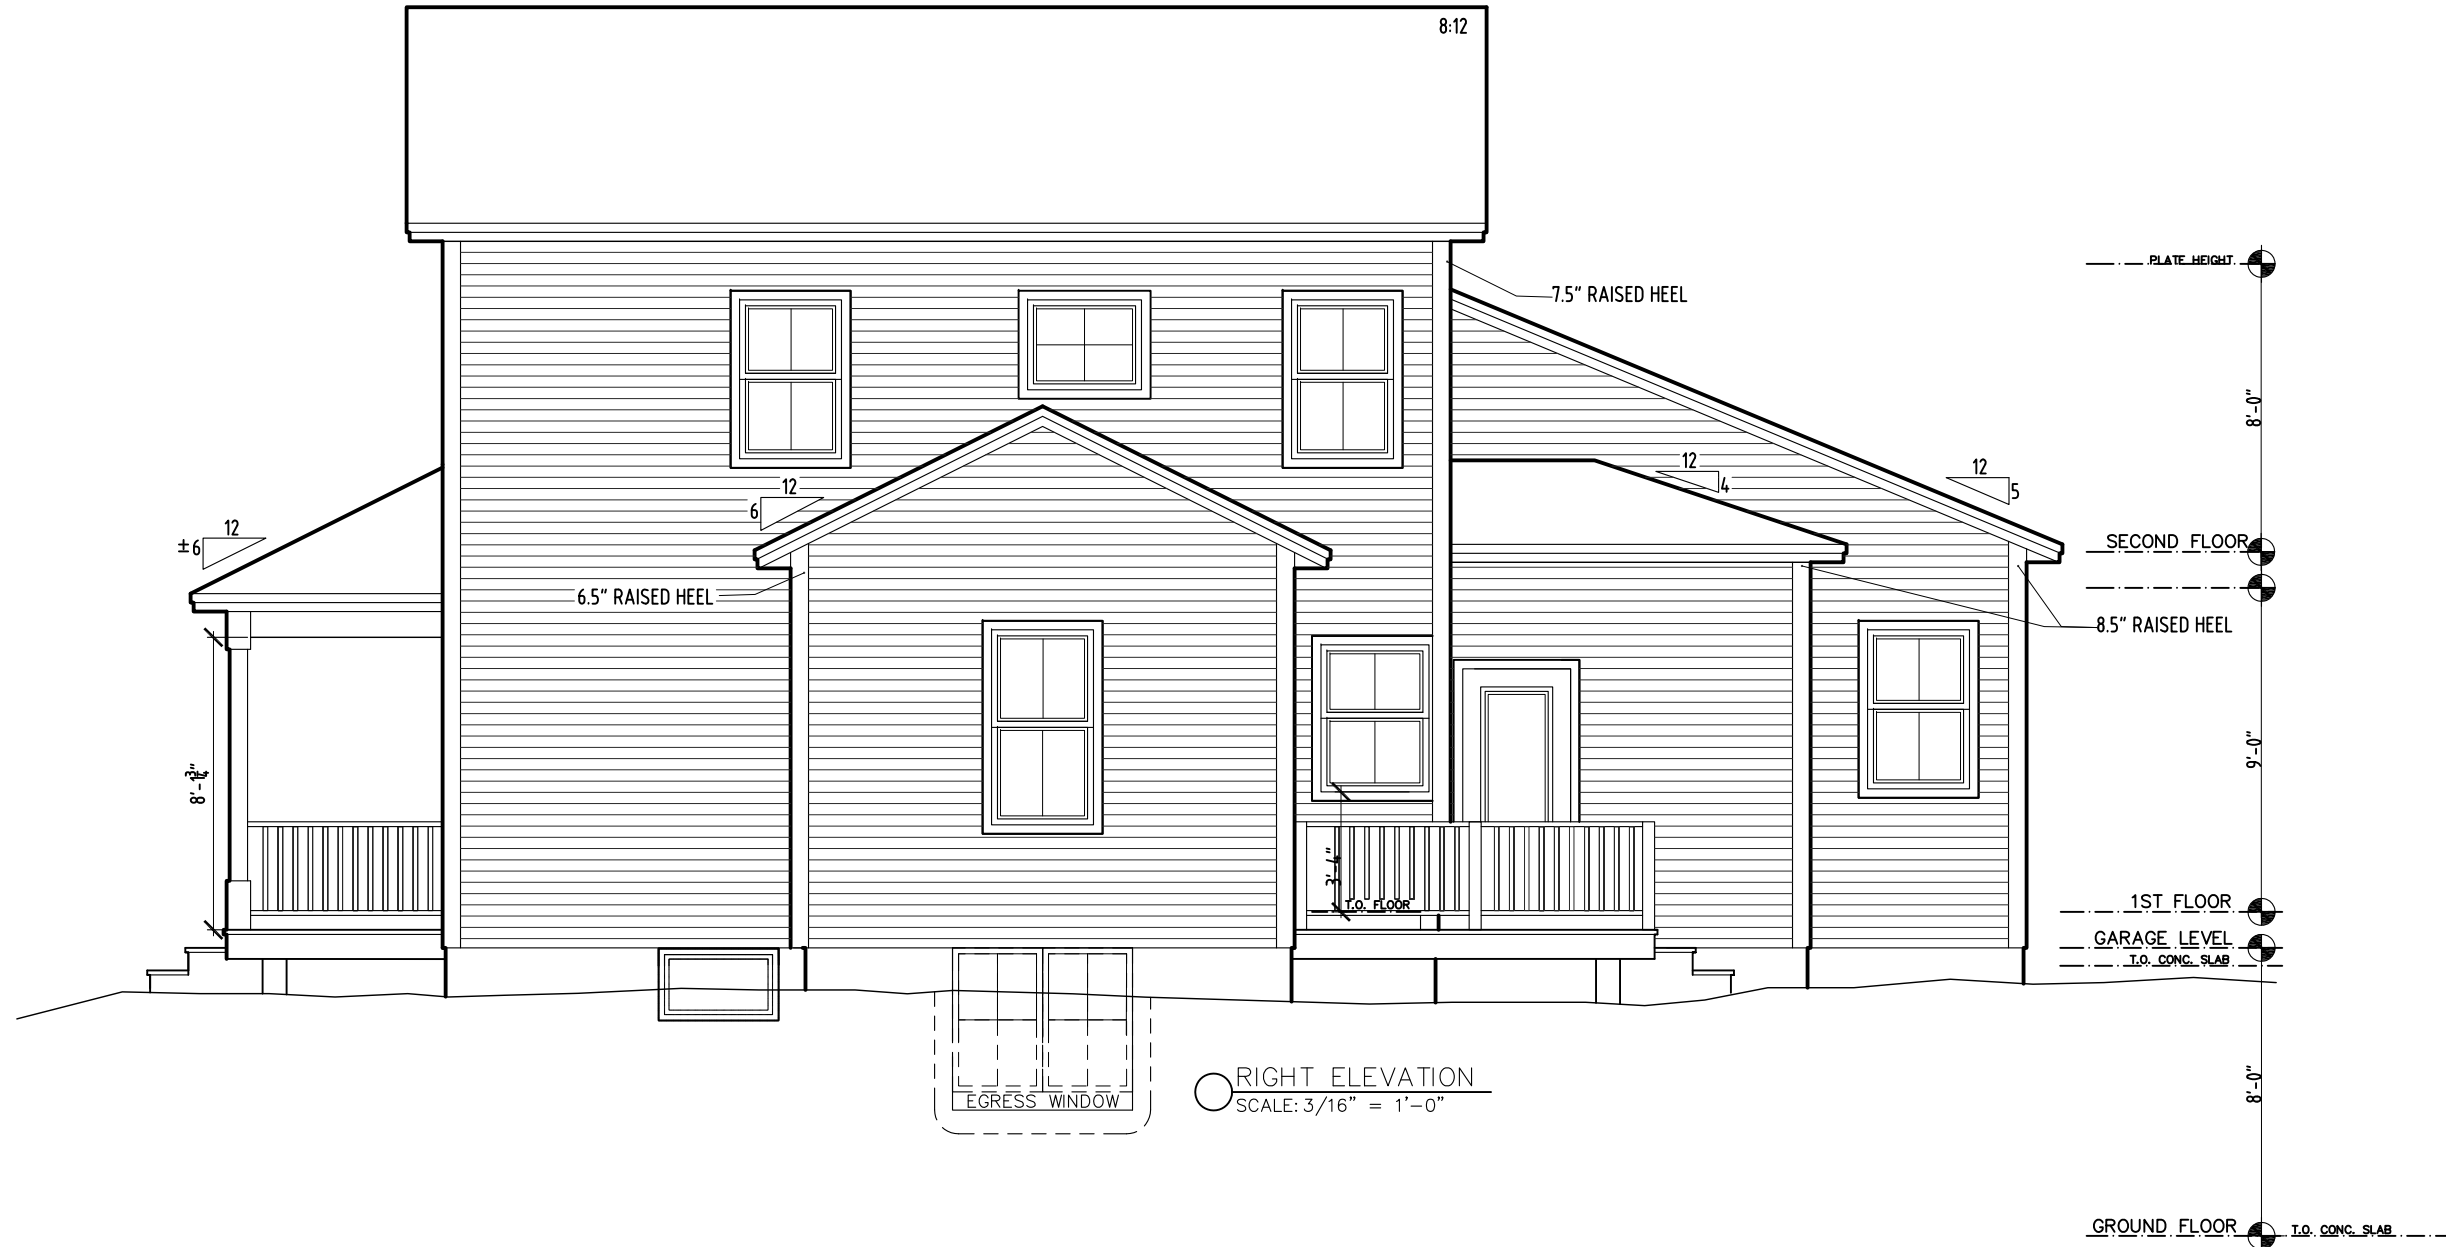 8:12
PLATE HEIGHT
7.5" RAISED HEEL
8'-0"
12
4
12
5
12
6
12
±6
SECOND FLOOR
6.5" RAISED HEEL
8.5" RAISED HEEL
9'-0"
3'-4"
T.O. FLOOR
1ST FLOOR
GARAGE LEVEL
T.O. CONC. SLAB
RIGHT ELEVATION
SCALE: 3/16" = 1'-0"
EGRESS WINDOW
8'-0"
GROUND FLOOR
T.O. CONC. SLAB